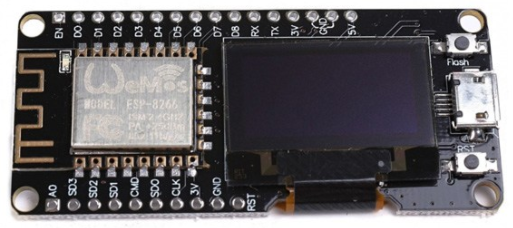 EN D0 D1 D2 D3 D4 D5 D6 D7 D8 RX TX 3V GND 5V
Flash
WeMos
MODEL ESP-8266
RST
A0 SD3 SD2 SD1 CMD SD0 CLK 3V GND RST